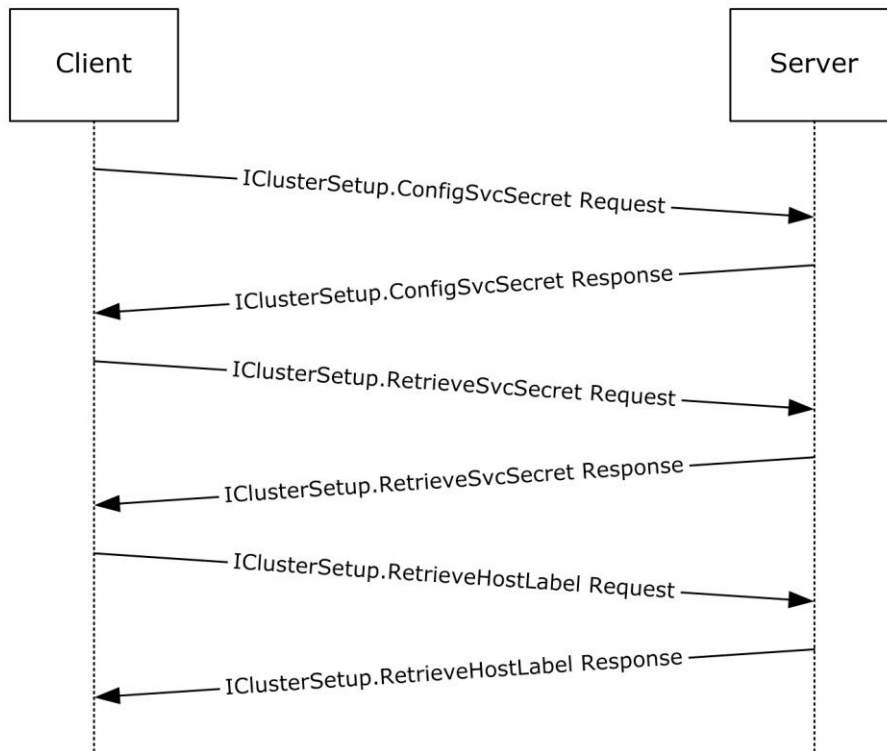 Client
Server
IClusterSetup.ConfigSvcSecret Request
IClusterSetup.ConfigSvcSecret Response
IClusterSetup.RetrieveSvcSecret Request
IClusterSetup.RetrieveSvcSecret Response
IClusterSetup.RetrieveHostLabel Request
IClusterSetup.RetrieveHostLabel Response